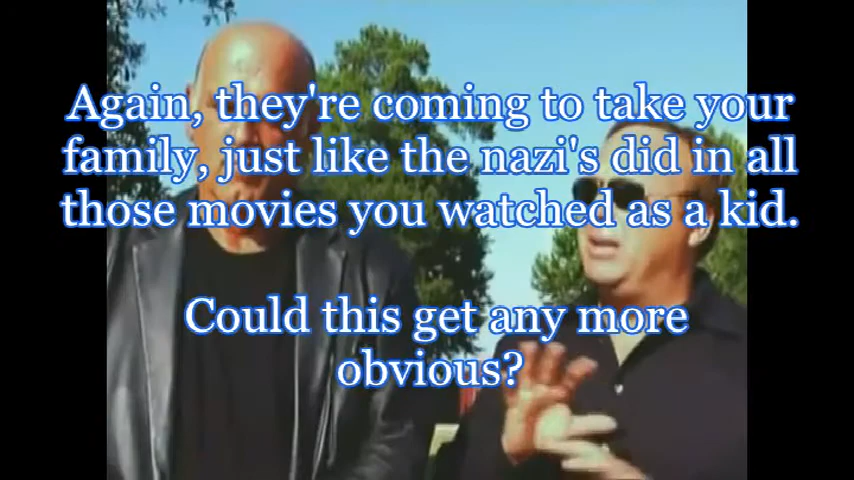 Again, they're coming to take your
family, just like the nazi's did in all
those movies you watched as a kid.
Could this get any more
obvious?